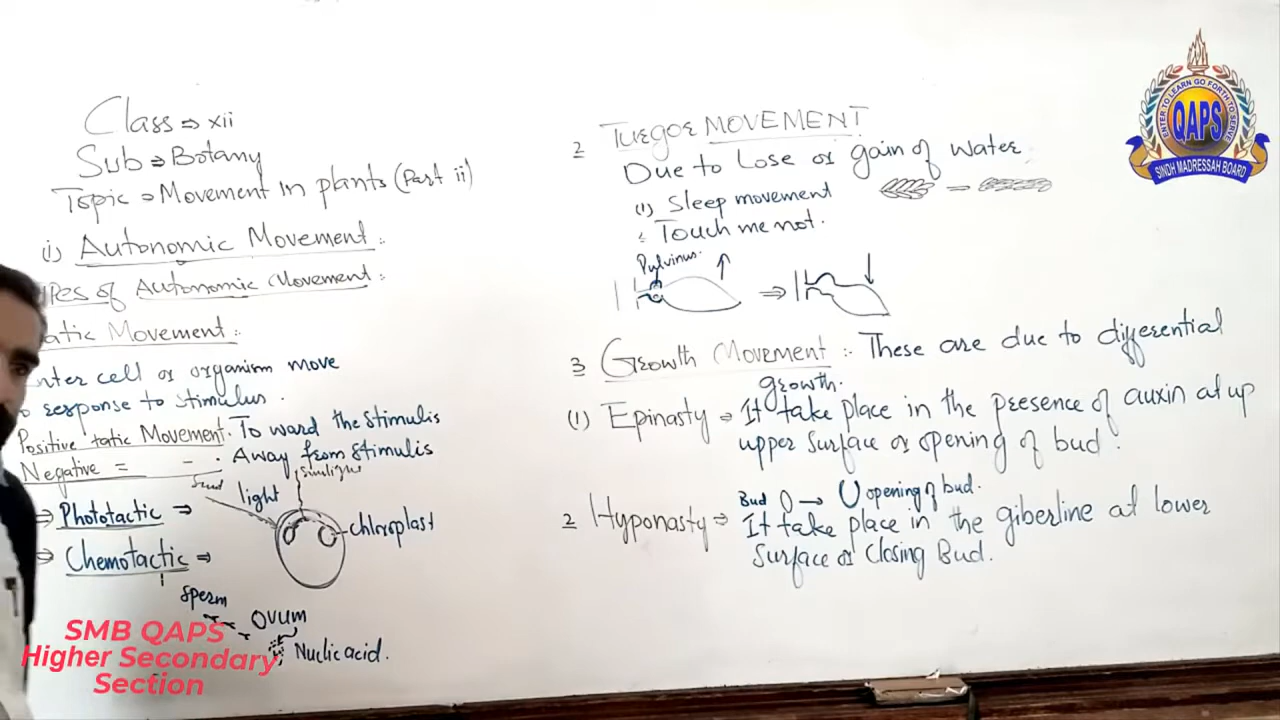 Class ⇒ xii
Sub ⇒ Botany
Topic ⇒ Movement in plants (Part ii)
(i) Autonomic Movement :-
ypes of Autonomic Movement :-
atic Movement :-
nter cell or organism move
o response to stimulus.
Positive tatic Movement. To ward the Stimulis
Negative = - . Away from Stimulis
Sunlight
light
⇒ Phototactic ⇒
chloroplast
⇒ Chemotactic ⇒
Sperm
Ovum
Nuclic acid.
2 Turgor MOVEMENT
Due to Lose or gain of water
(1) Sleep movement
Touch me not.
Pulvinus.
3 Growth Movement :- These are due to differential
growth.
(1) Epinasty ⇒ It take place in the presence of auxin at up
upper surface or opening of bud.
Bud → opening of bud.
2 Hyponasty ⇒ It take place in the giberline at lower
Surface or Closing Bud.
ENTER TO LEARN GO FORTH TO SERVE
QAPS
SINDH MADRESSAH BOARD
SMB QAPS
Higher Secondary
Section